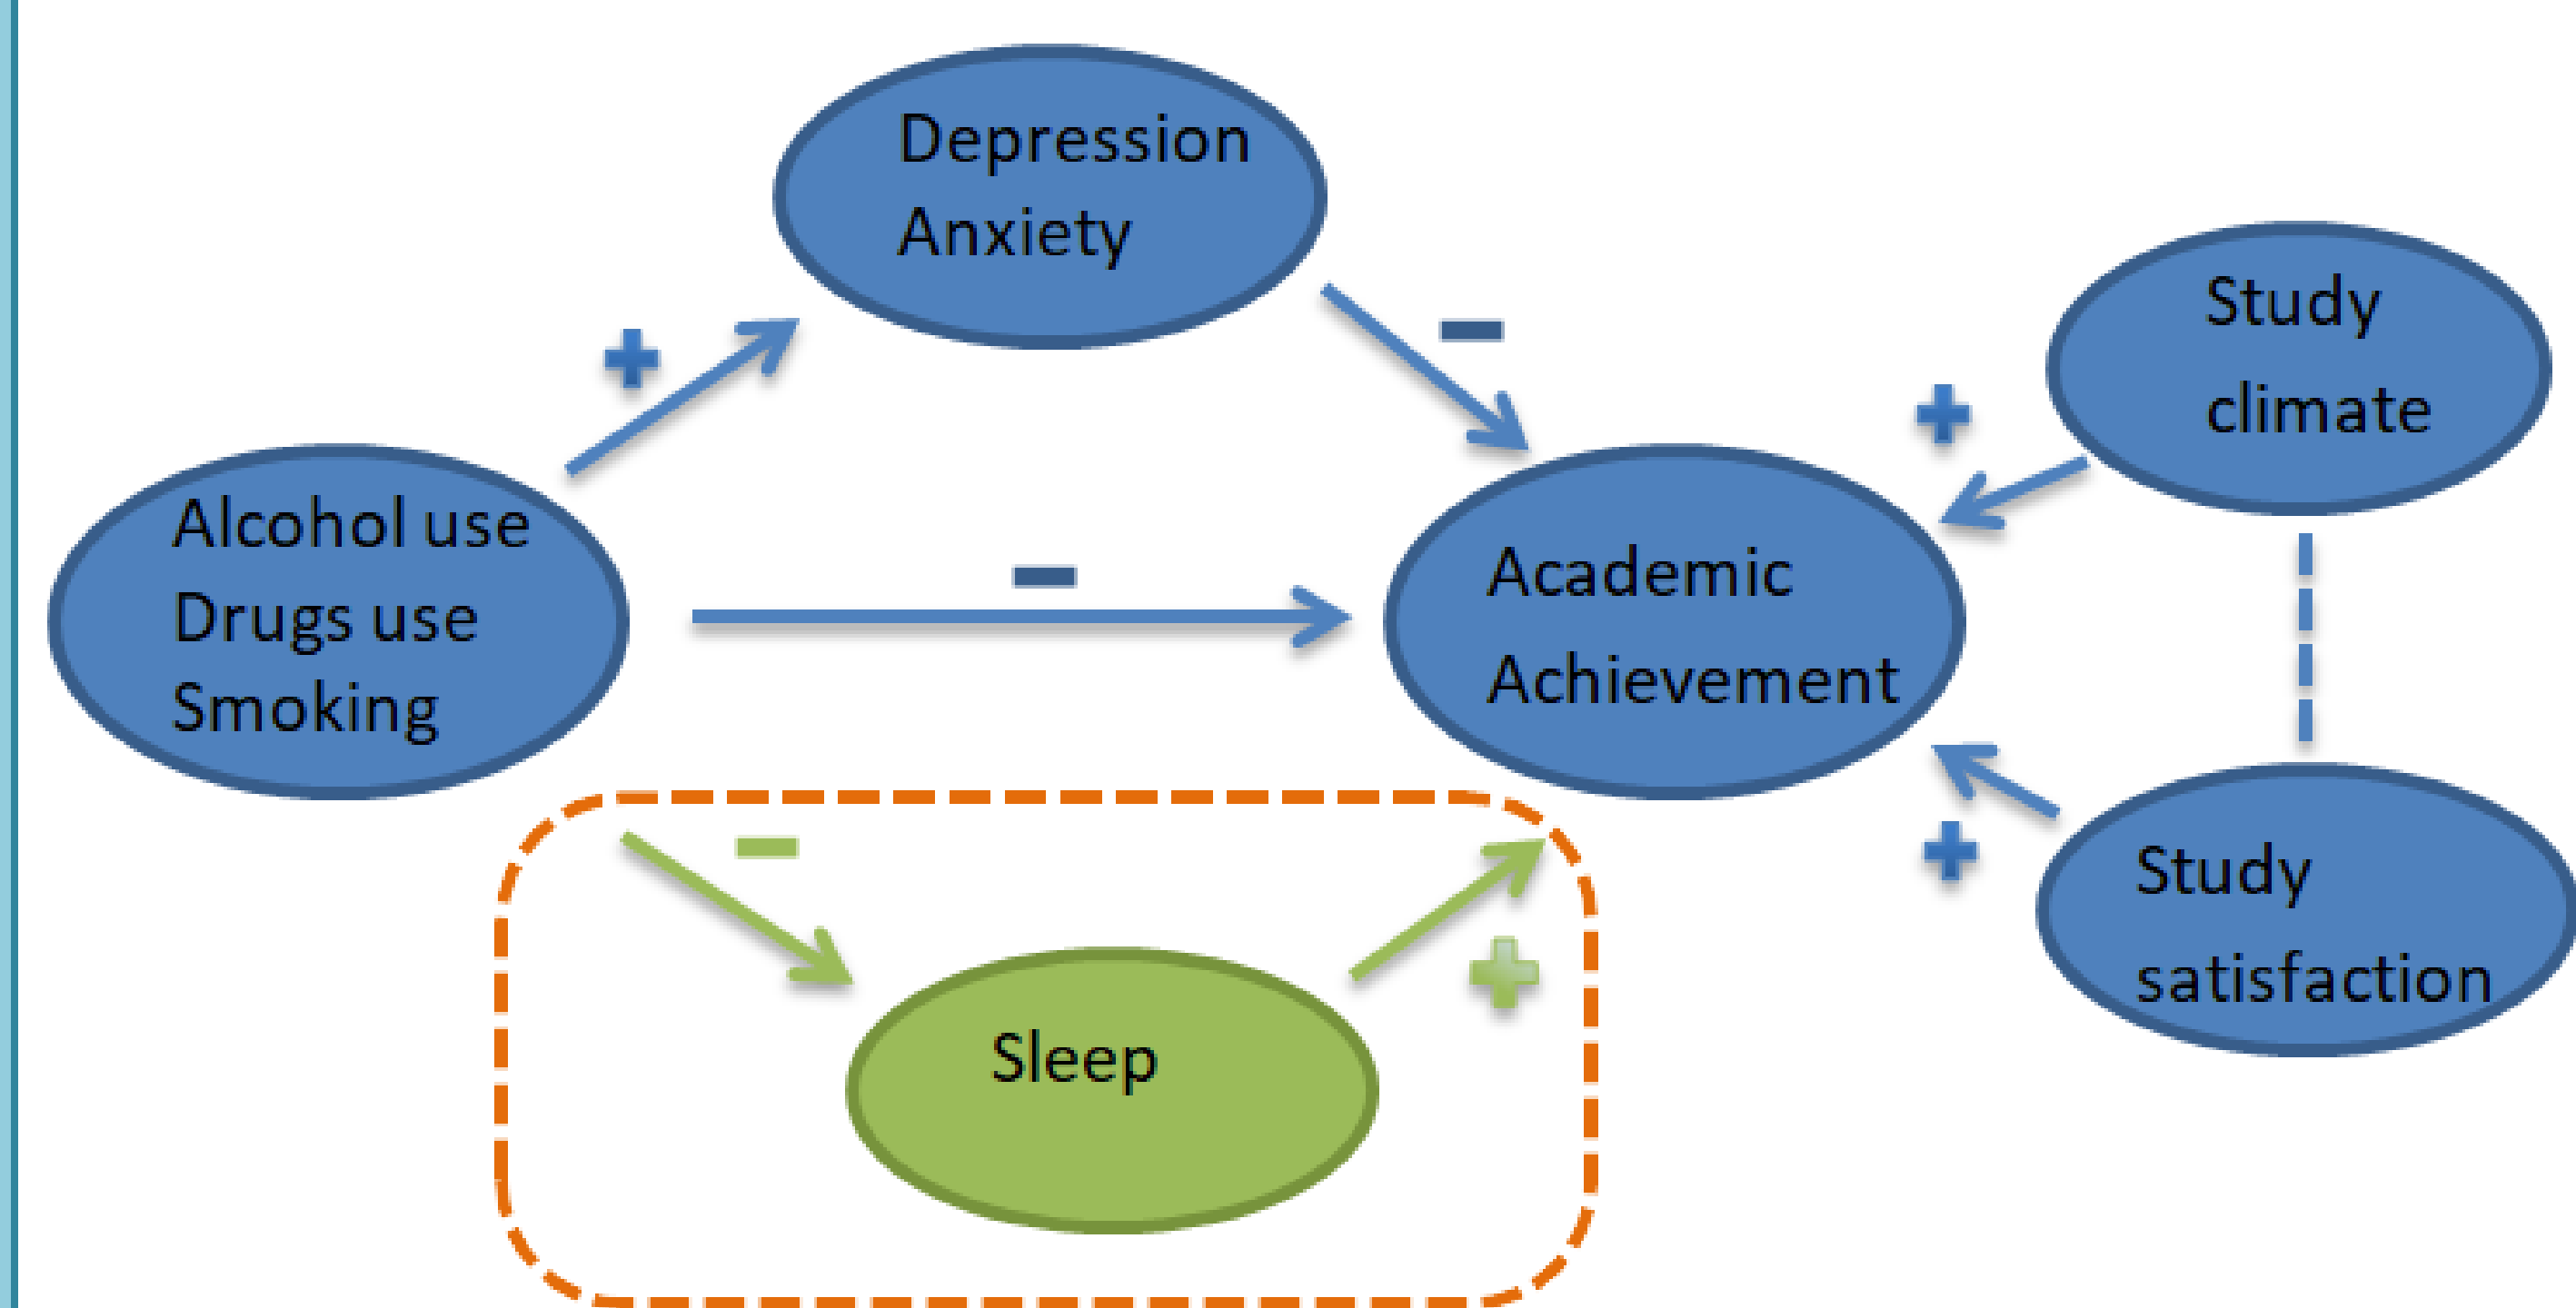 Depression
Anxiety
Study
climate
+
−
+
Alcohol use
Drugs use
Smoking
−
Academic
Achievement
−
+
Study
satisfaction
+
Sleep